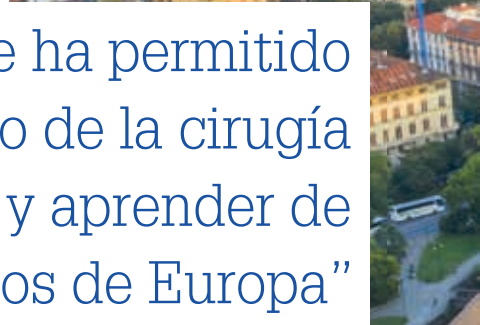 e ha permitido
o de la cirugía
y aprender de
os de Europa”